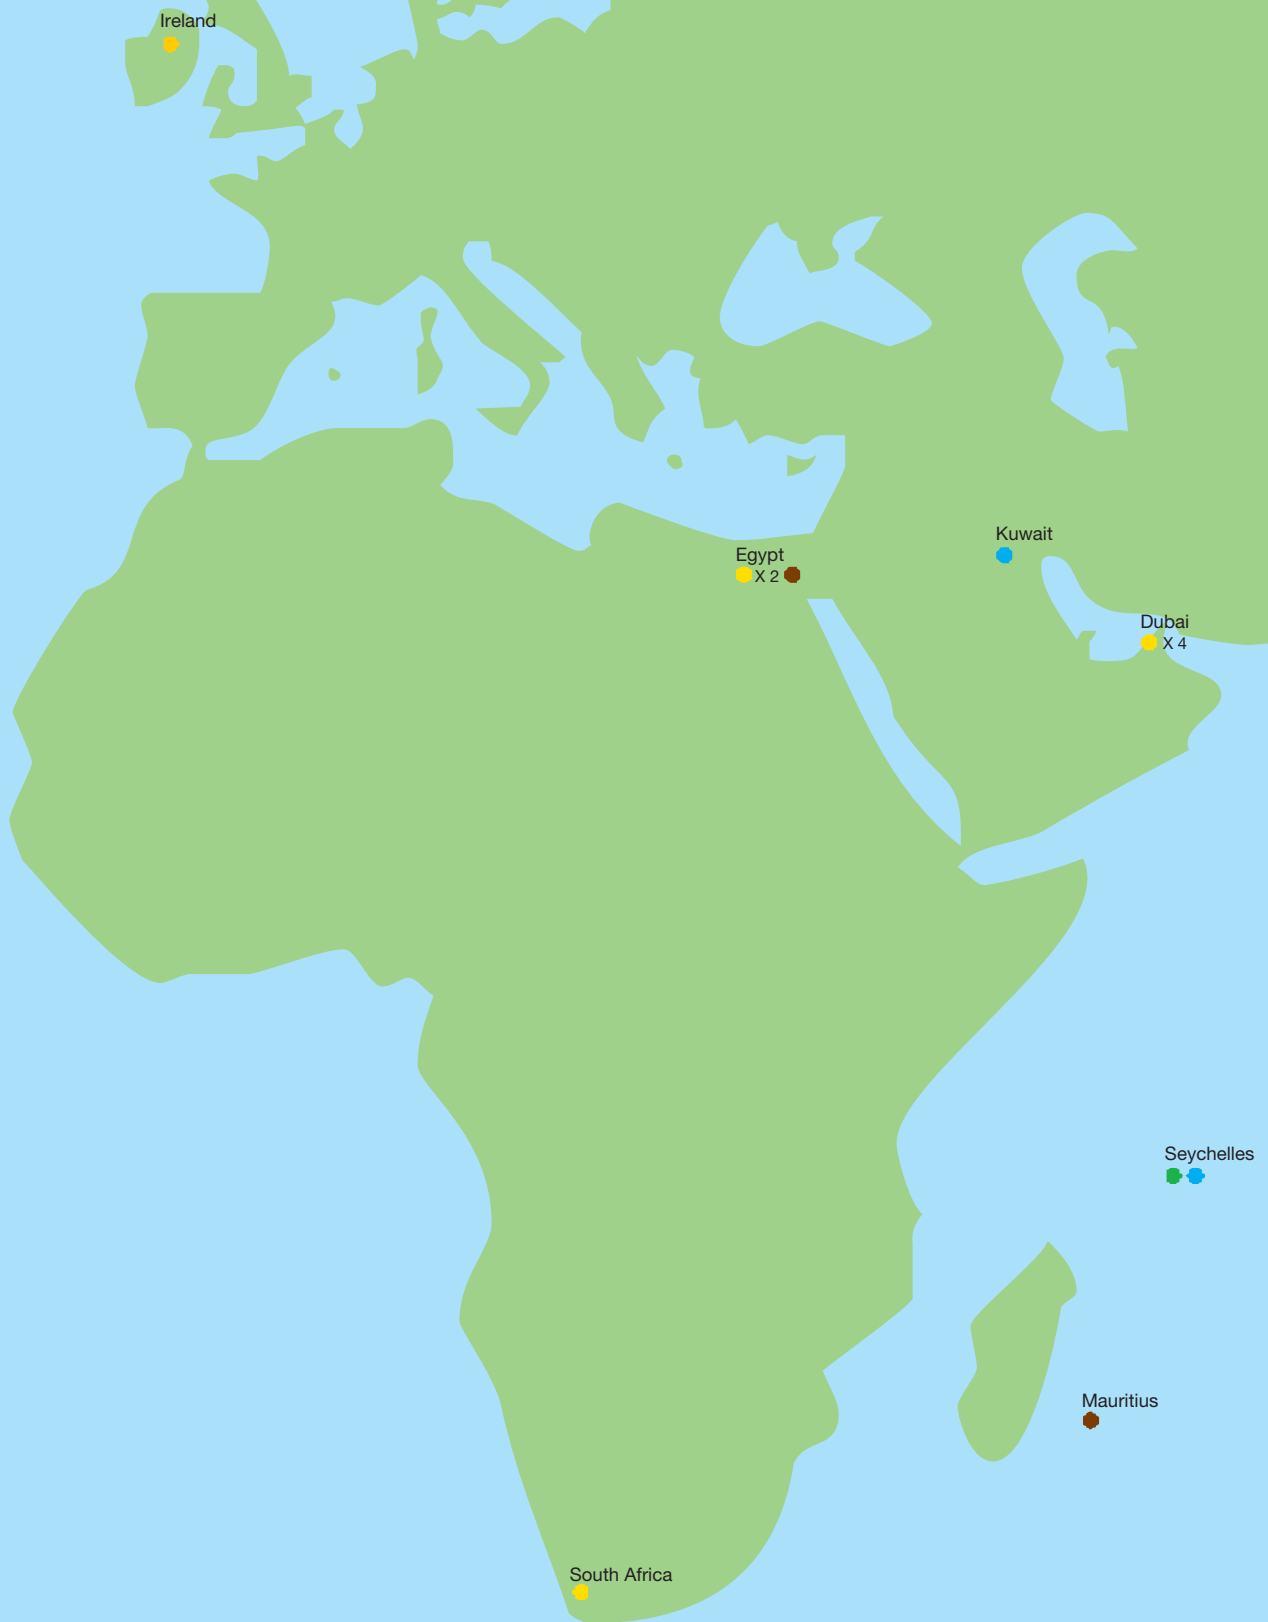 Ireland
Kuwait
Egypt
X 2
Dubai
X 4
Seychelles
Mauritius
South Africa